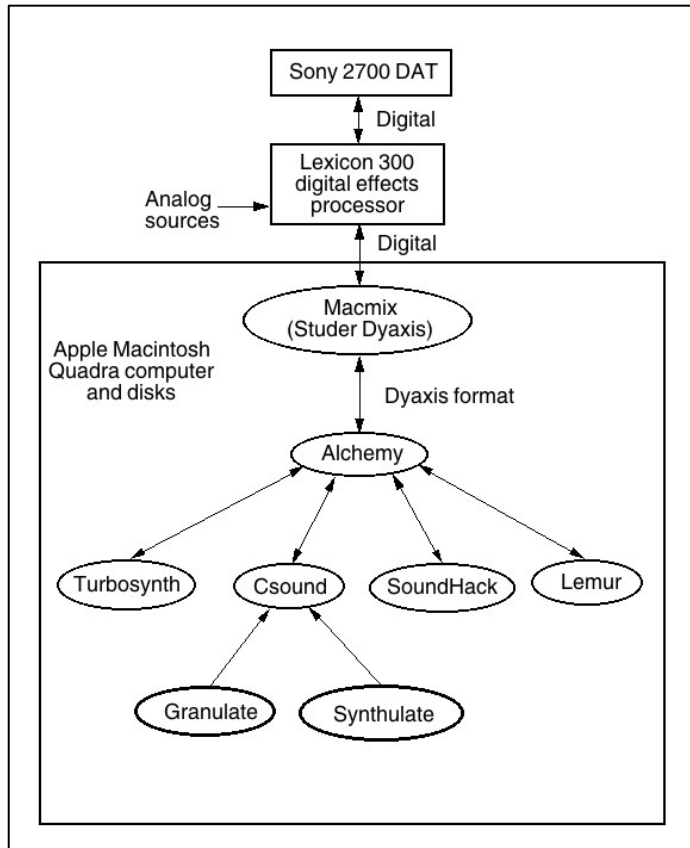 Sony 2700 DAT
Digital
Lexicon 300
digital effects
processor
Analog
sources
Digital
Macmix
(Studer Dyaxis)
Apple Macintosh
Quadra computer
and disks
Dyaxis format
Alchemy
Turbosynth
Csound
SoundHack
Lemur
Granulate
Synthulate